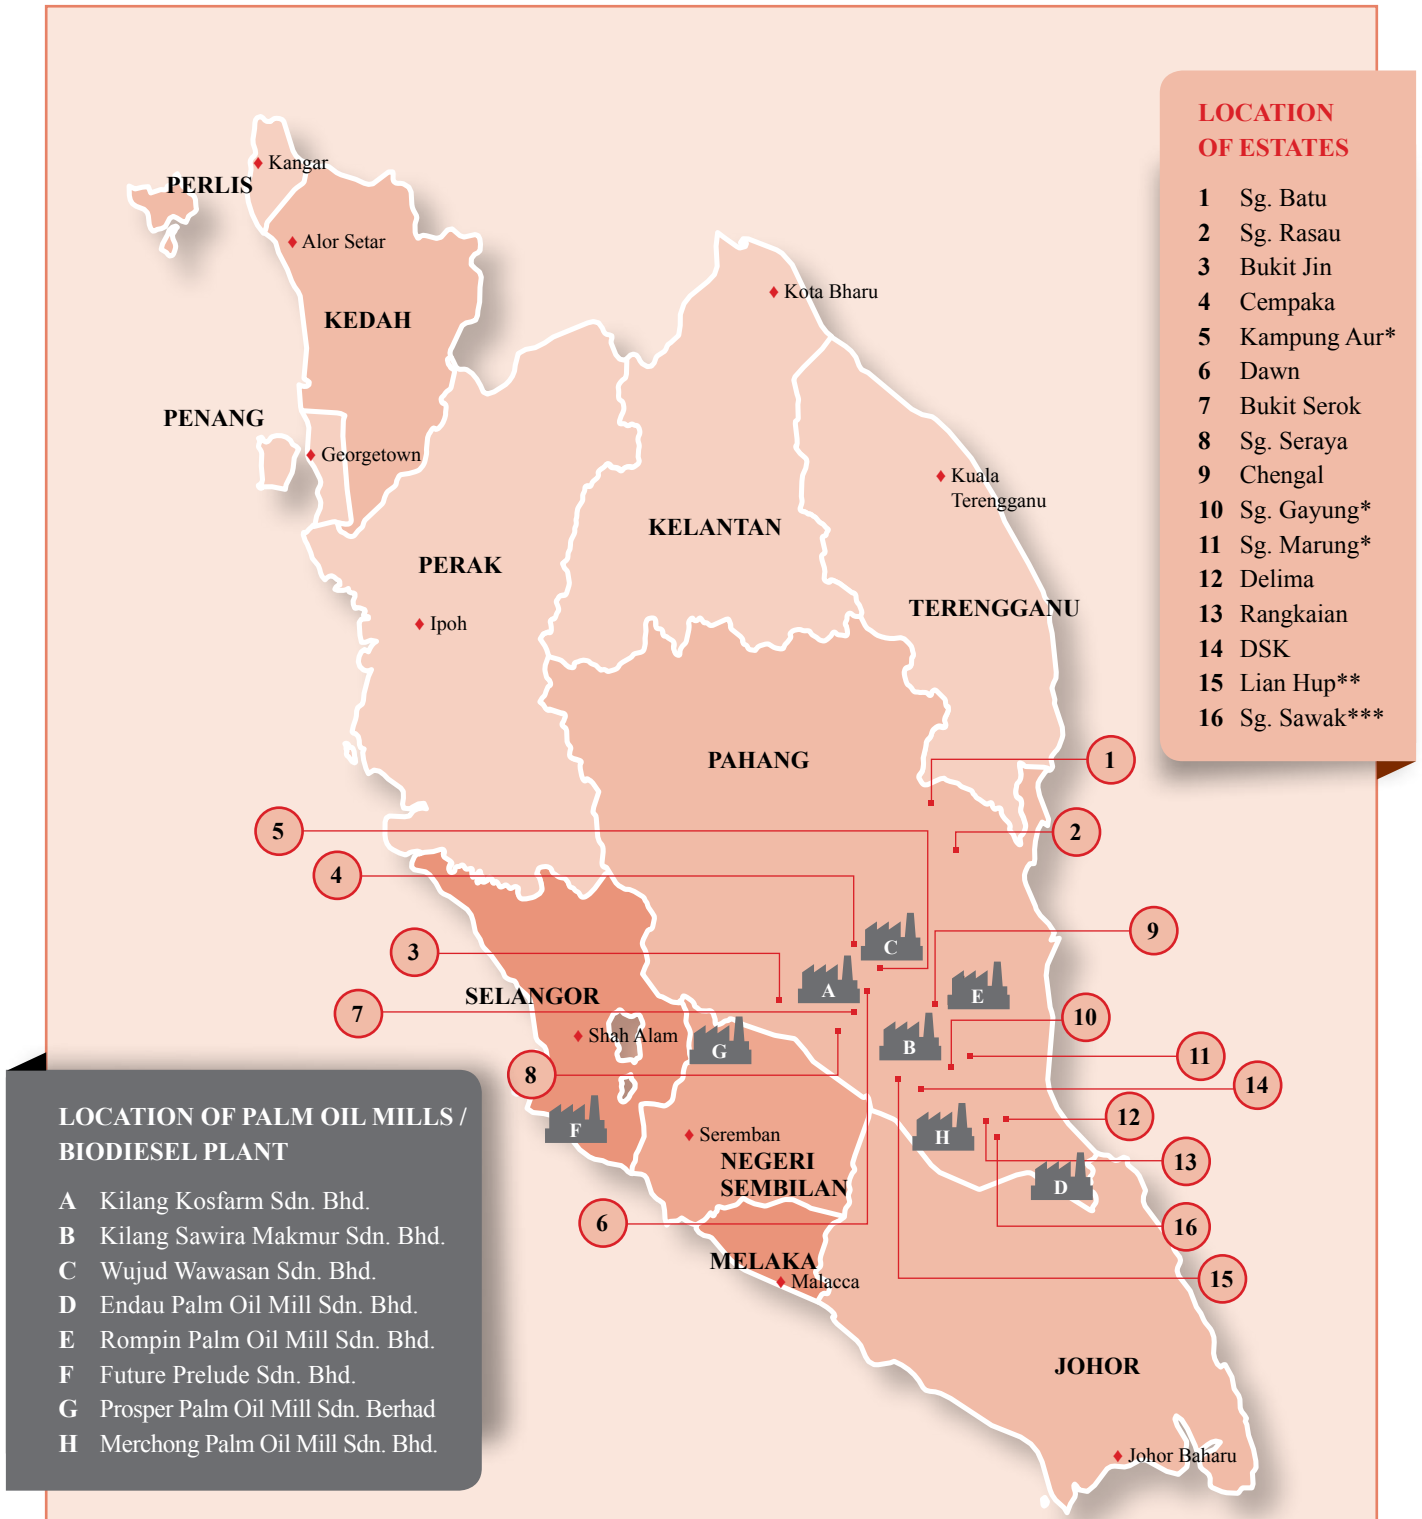 LOCATION
OF ESTATES
1 Sg. Batu
2 Sg. Rasau
3 Bukit Jin
4 Cempaka
5 Kampung Aur*
6 Dawn
7 Bukit Serok
8 Sg. Seraya
9 Chengal
10 Sg. Gayung*
11 Sg. Marung*
12 Delima
13 Rangkaian
14 DSK
15 Lian Hup**
16 Sg. Sawak***
Kangar
PERLIS
Alor Setar
KEDAH
Kota Bharu
PENANG
Georgetown
Kuala
Terengganu
KELANTAN
PERAK
TERENGGANU
Ipoh
PAHANG
1
5
2
4
9
C
3
A
E
SELANGOR
7
10
Shah Alam
G
B
11
8
14
12
F
H
Seremban
NEGERI
SEMBILAN
13
D
6
16
MELAKA
Malacca
15
JOHOR
Johor Baharu
LOCATION OF PALM OIL MILLS /
BIODIESEL PLANT
A Kilang Kosfarm Sdn. Bhd.
B Kilang Sawira Makmur Sdn. Bhd.
C Wujud Wawasan Sdn. Bhd.
D Endau Palm Oil Mill Sdn. Bhd.
E Rompin Palm Oil Mill Sdn. Bhd.
F Future Prelude Sdn. Bhd.
G Prosper Palm Oil Mill Sdn. Berhad
H Merchong Palm Oil Mill Sdn. Bhd.